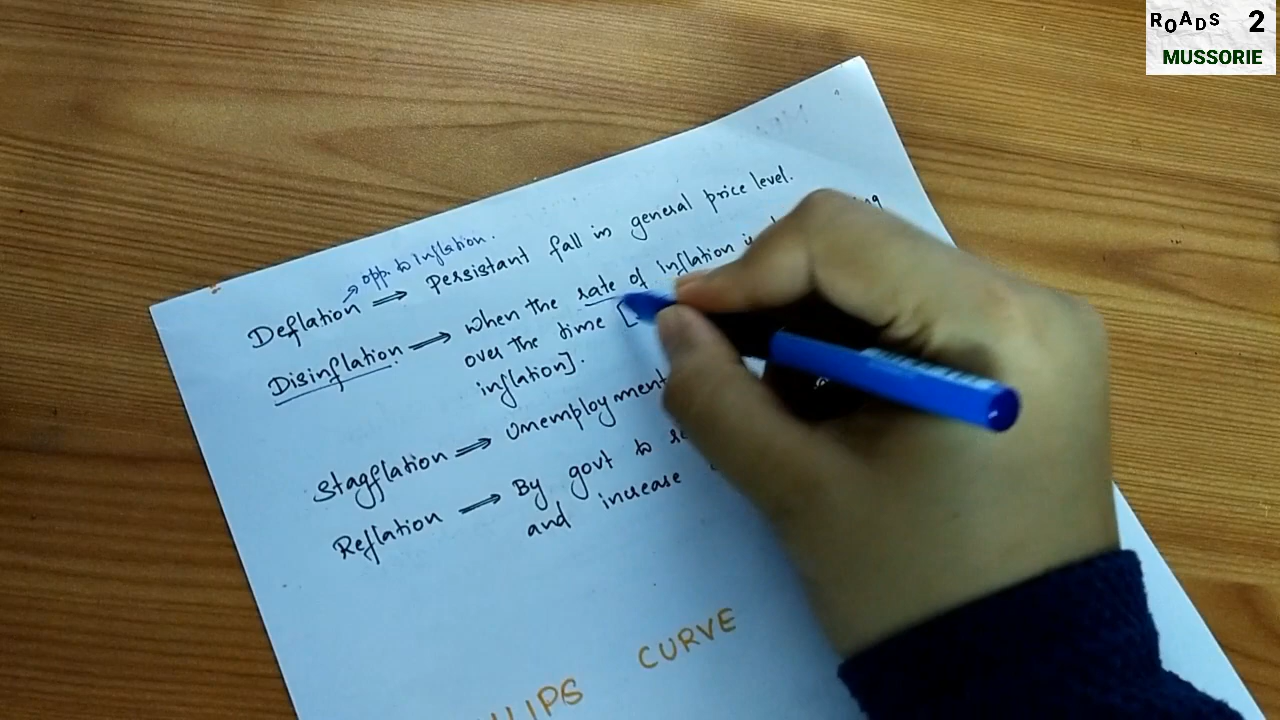 ROADS 2
MUSSORIE
opp. to Inflation.
Deflation ⇒ Persistant fall in general price level.
Disinflation → when the rate of inflation
over the time [
inflation].
Stagflation ⇒ Unemployment
Reflation → By govt to
and increase
CURVE